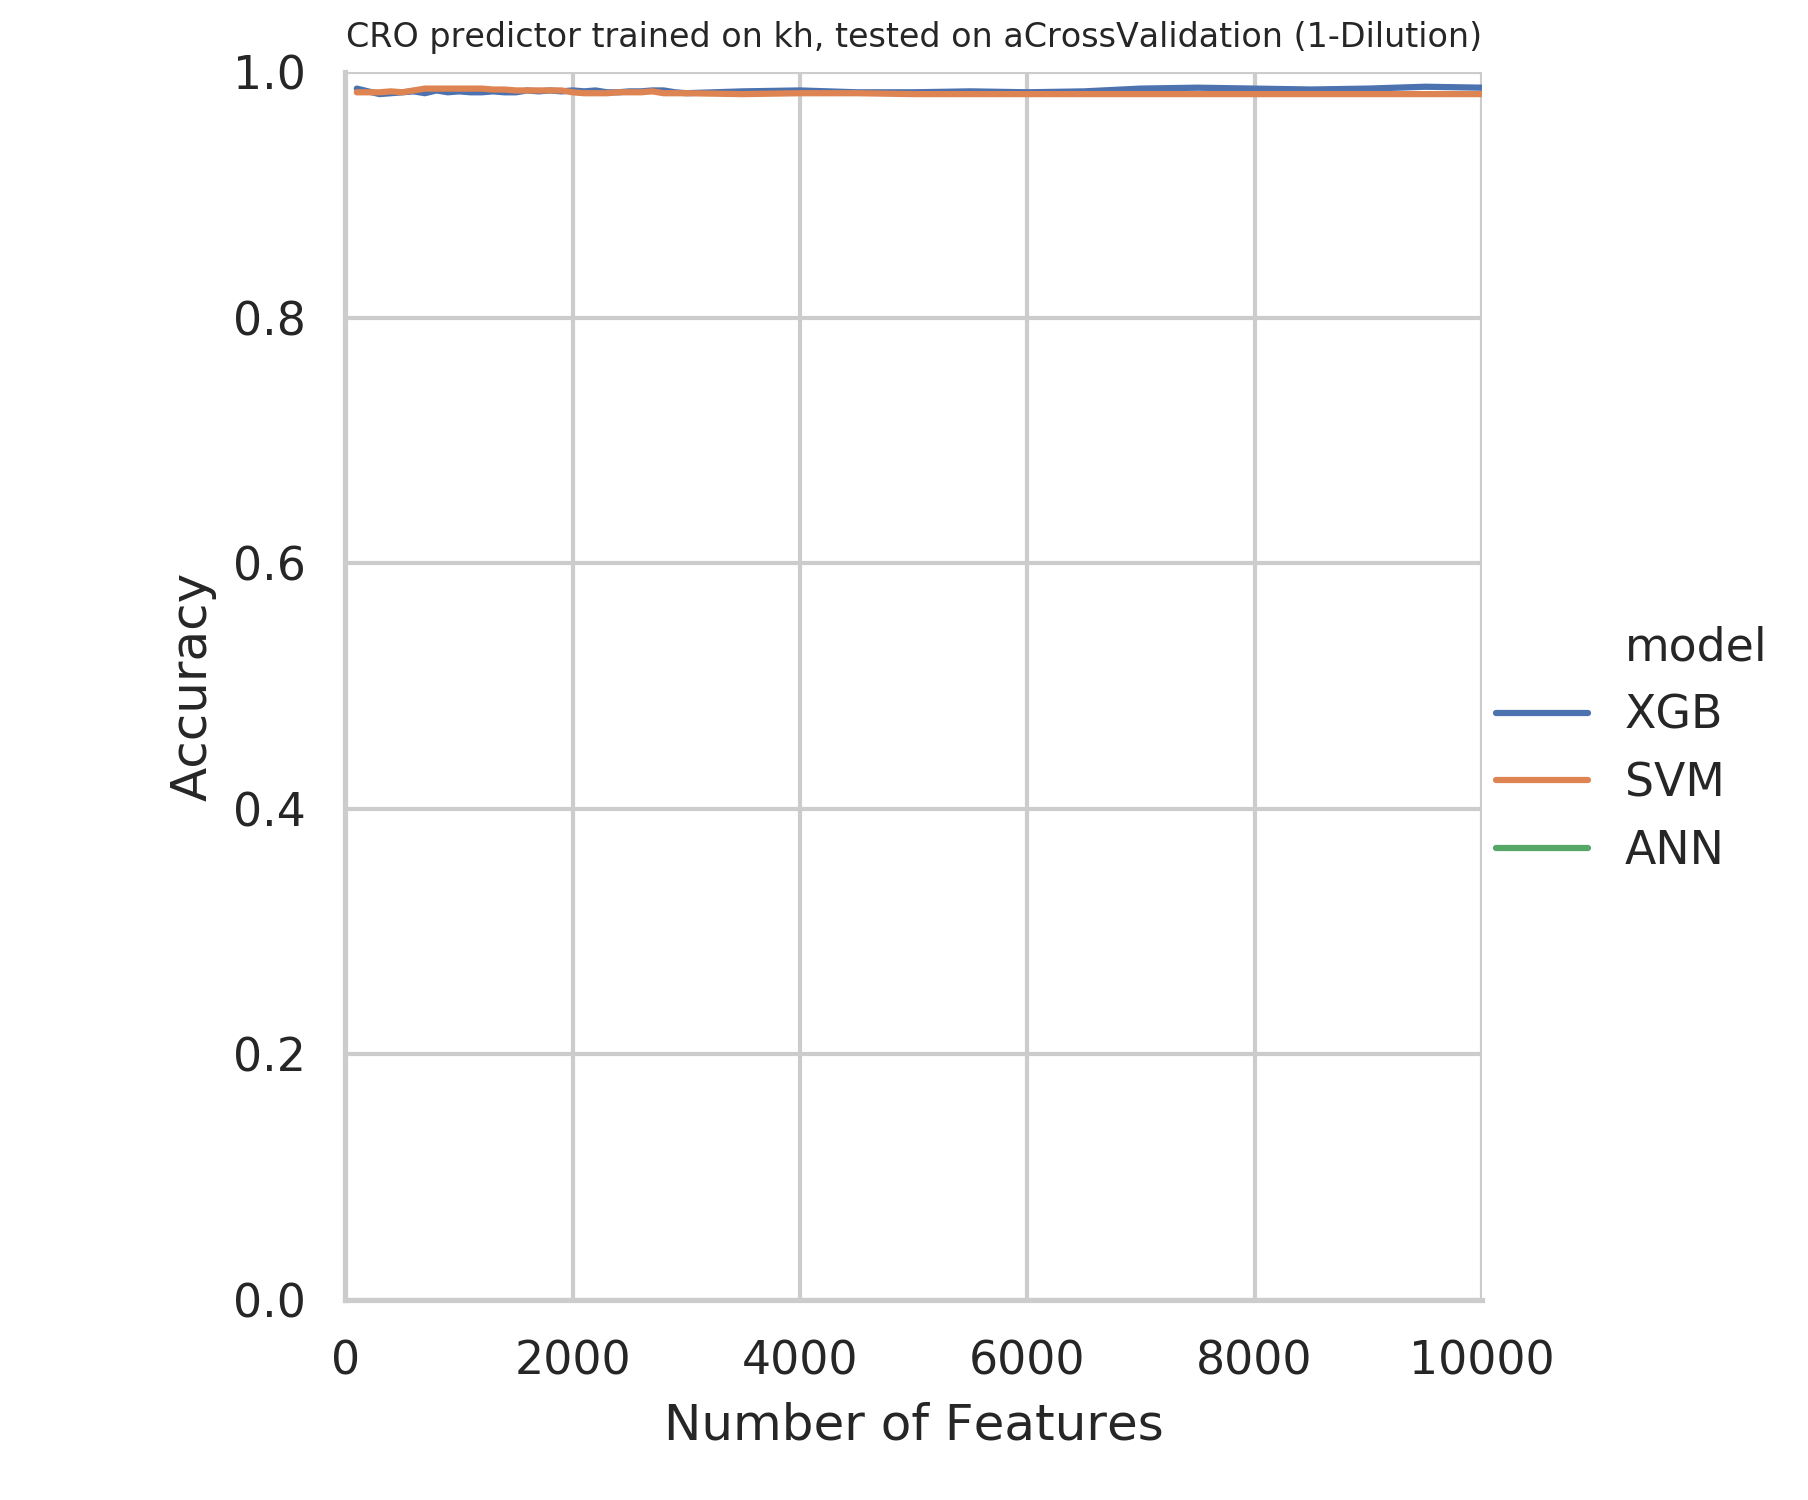 CRO predictor trained on kh, tested on aCrossValidation (1-Dilution)
1.0
0.8
0.6
0.4
0.2
0.0
Accuracy
0 2000 4000 6000 8000 10000
Number of Features
model
XGB
SVM
ANN